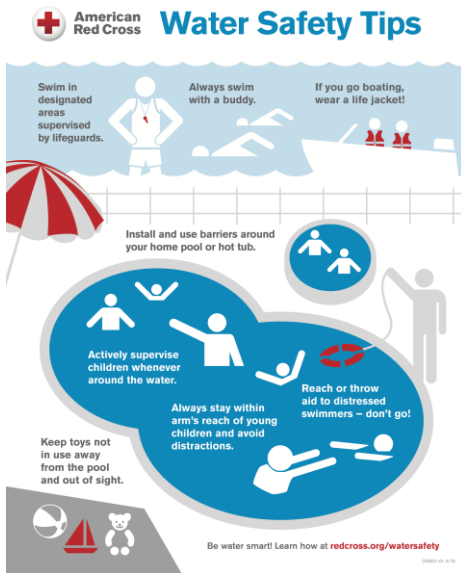 American
Red Cross
Water Safety Tips
Swim in
designated
areas
supervised
by lifeguards.
Always swim
with a buddy.
If you go boating,
wear a life jacket!
Install and use barriers around
your home pool or hot tub.
Actively supervise
children whenever
around the water.
Reach or throw
aid to distressed
swimmers – don't go!
Always stay within
arm's reach of young
children and avoid
distractions.
Keep toys not
in use away
from the pool
and out of sight.
Be water smart! Learn how at redcross.org/watersafety